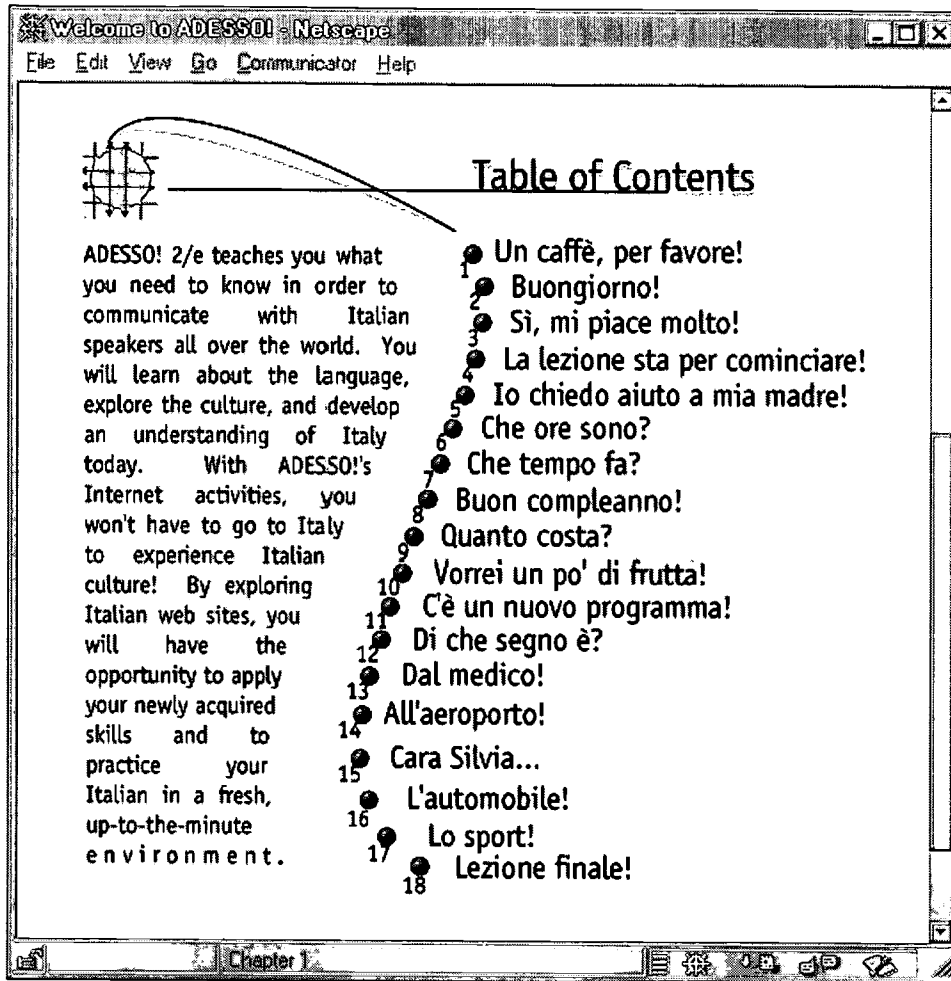 Welcome to ADESSO! - Netscape
File Edit View Go Communicator Help
Table of Contents
ADESSO! 2/e teaches you what
you need to know in order to
communicate with Italian
speakers all over the world. You
will learn about the language,
explore the culture, and develop
an understanding of Italy
today. With ADESSO!'s
Internet activities, you
won't have to go to Italy
to experience Italian
culture! By exploring
Italian web sites, you
will have the
opportunity to apply
your newly acquired
skills and to
practice your
Italian in a fresh,
up-to-the-minute
environment.
1 Un caffè, per favore!
2 Buongiorno!
3 Sì, mi piace molto!
4 La lezione sta per cominciare!
5 Io chiedo aiuto a mia madre!
6 Che ore sono?
7 Che tempo fa?
8 Buon compleanno!
9 Quanto costa?
10 Vorrei un po' di frutta!
11 C'è un nuovo programma!
12 Di che segno è?
13 Dal medico!
14 All'aeroporto!
15 Cara Silvia...
16 L'automobile!
17 Lo sport!
18 Lezione finale!
Chapter 1